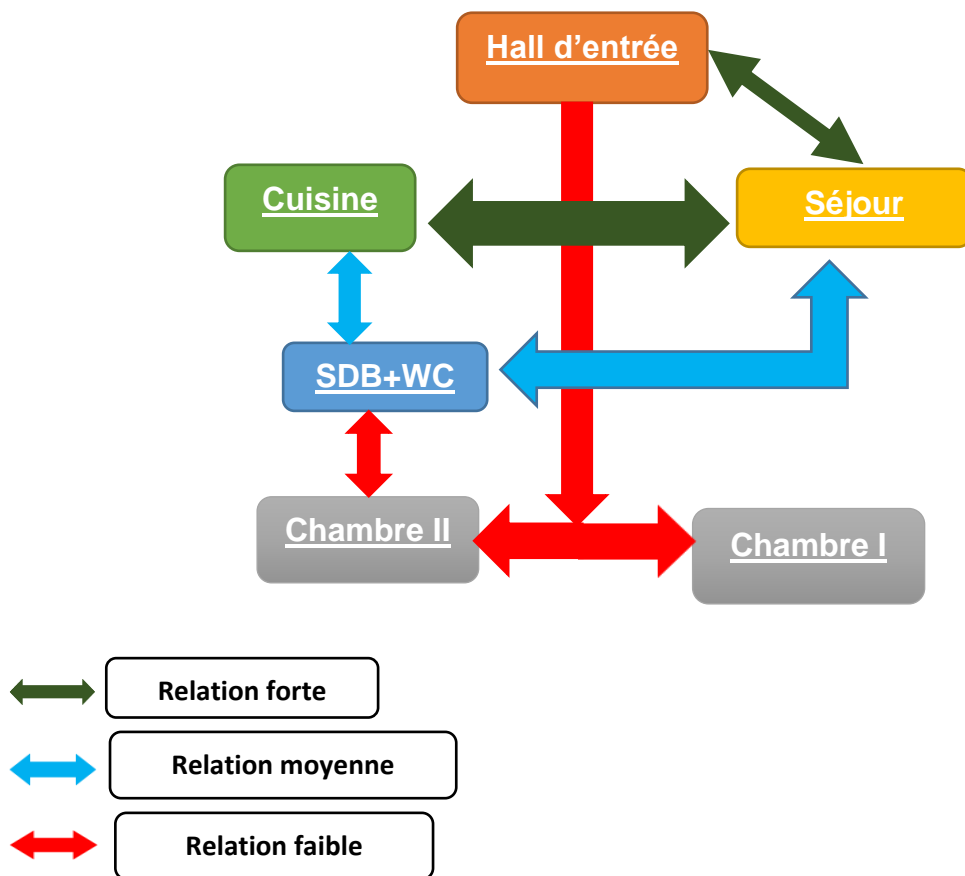 Hall d’entrée
Cuisine
Séjour
SDB+WC
Chambre II
Chambre I
Relation forte
Relation moyenne
Relation faible